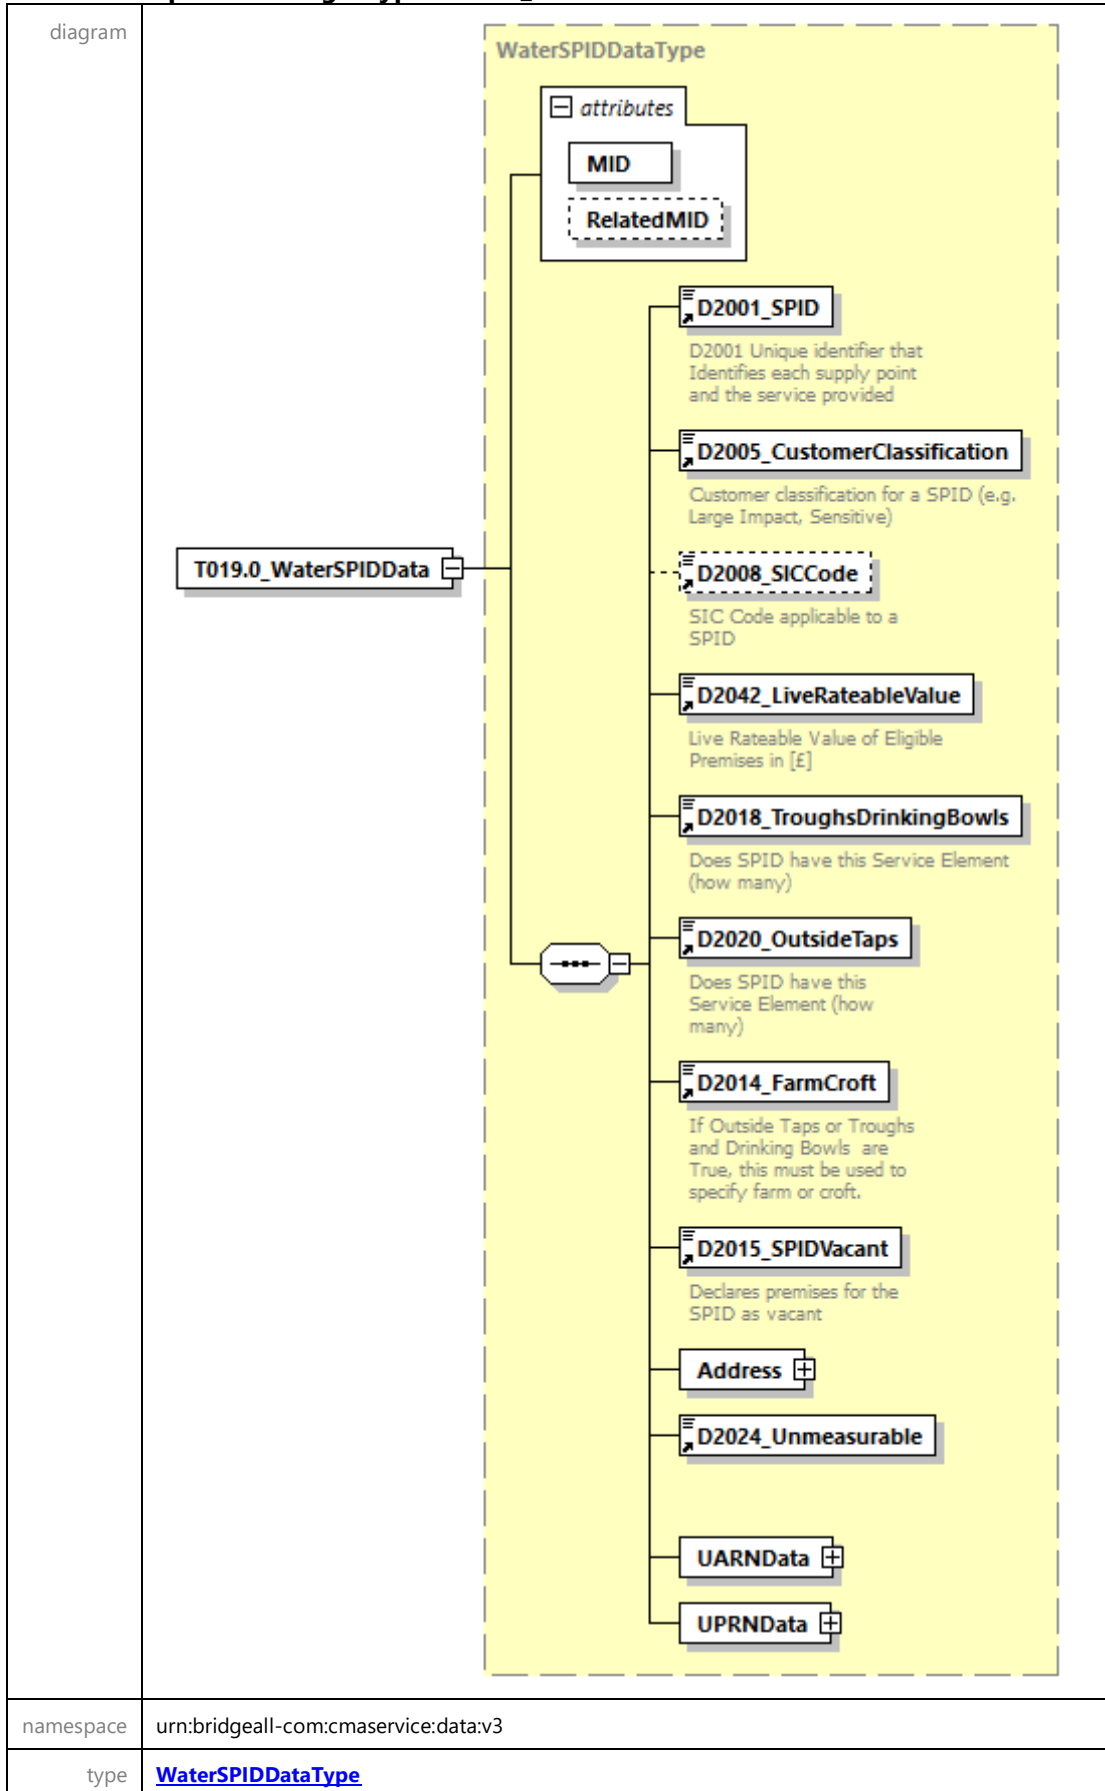 diagram
WaterSPIDDataType
attributes
MID
RelatedMID
D2001_SPID
D2001 Unique identifier that
Identifies each supply point
and the service provided
D2005_CustomerClassification
Customer classification for a SPID (e.g.
Large Impact, Sensitive)
T019.0_WaterSPIDData
D2008_SICCode
SIC Code applicable to a
SPID
D2042_LiveRateableValue
Live Rateable Value of Eligible
Premises in [£]
D2018_TroughsDrinkingBowls
Does SPID have this Service Element
(how many)
D2020_OutsideTaps
Does SPID have this
Service Element (how
many)
D2014_FarmCroft
If Outside Taps or Troughs
and Drinking Bowls  are
True, this must be used to
specify farm or croft.
D2015_SPIDVacant
Declares premises for the
SPID as vacant
Address
D2024_Unmeasurable
UARNData
UPRNData
namespace urn:bridgeall-com:cmaservice:data:v3
type WaterSPIDDataType